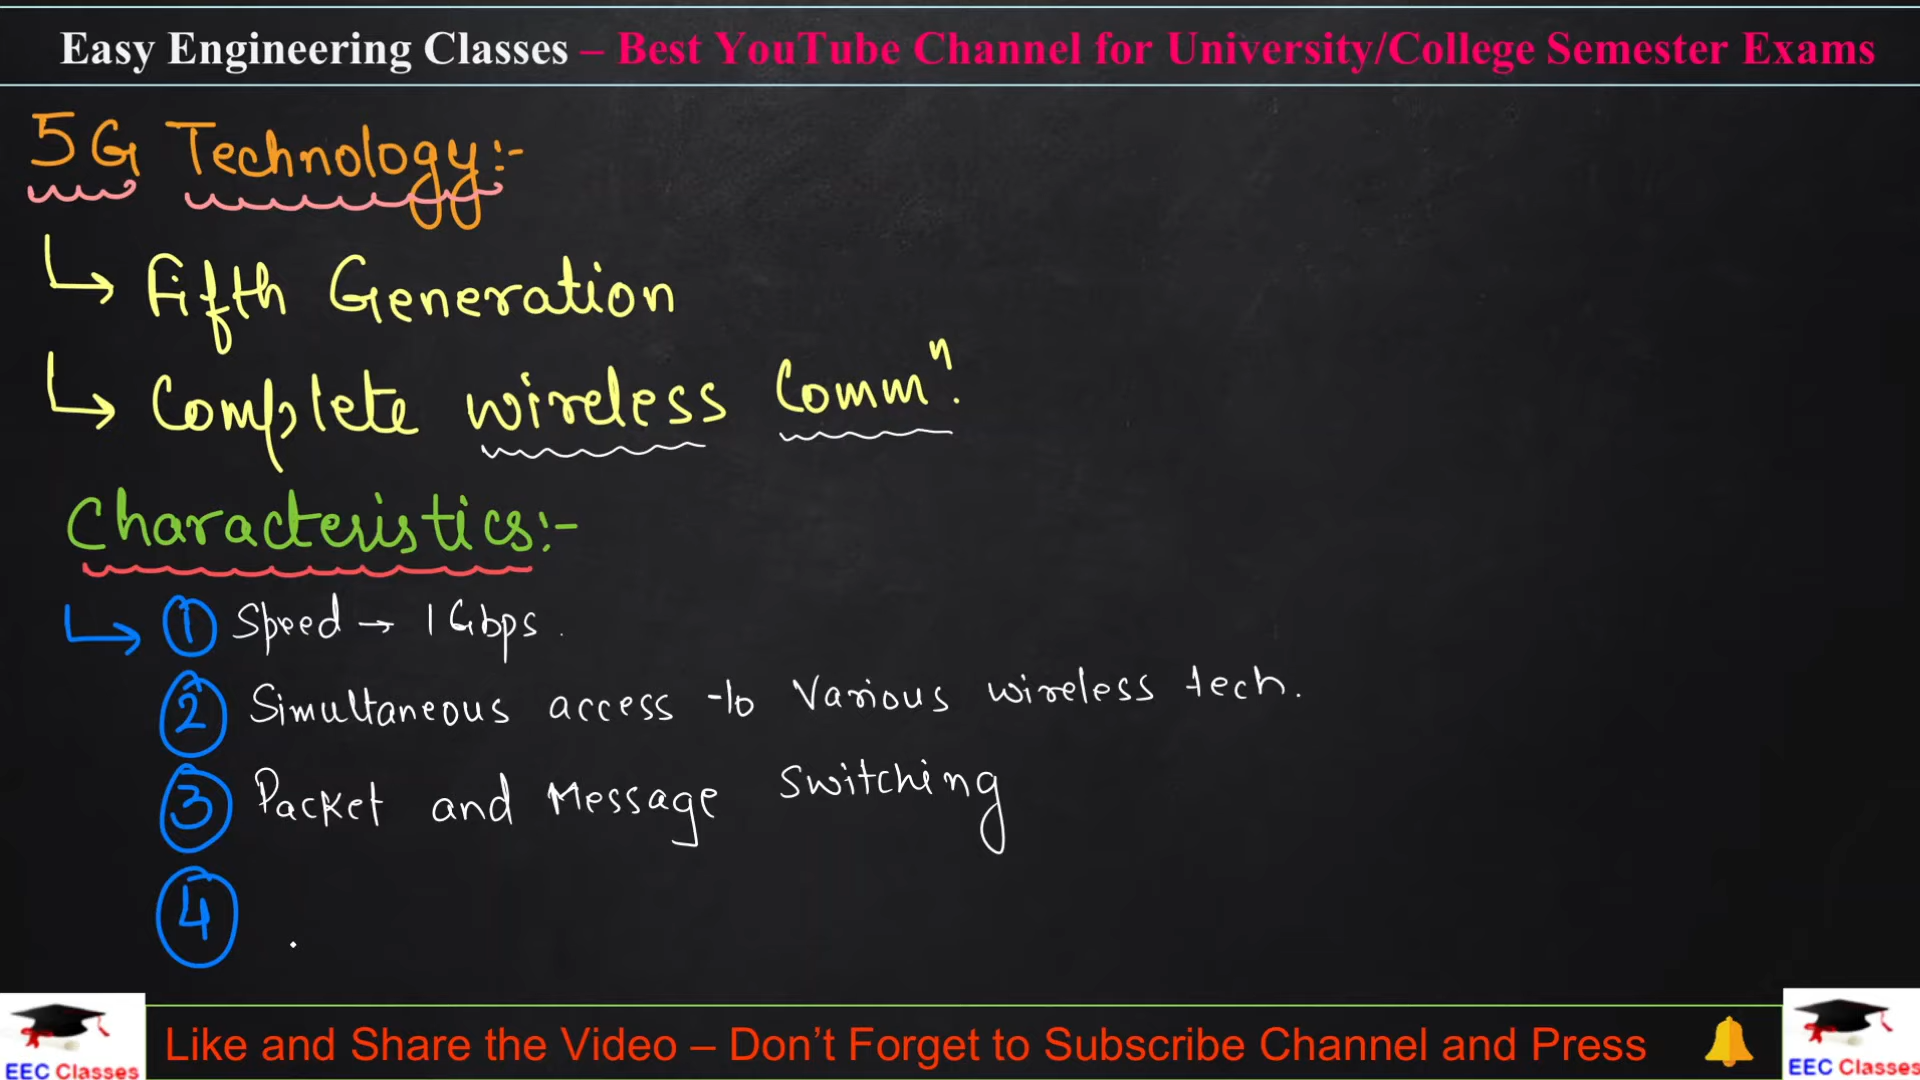 Easy Engineering Classes – Best YouTube Channel for University/College Semester Exams
5G Technology:-
↳ Fifth Generation
↳ Complete wireless Commⁿ.
Characteristics:-
↳ ① Speed → 1 Gbps.
② Simultaneous access to Various wireless tech.
③ Packet and Message Switching
④
EEC Classes
Like and Share the Video – Don't Forget to Subscribe Channel and Press
EEC Classes